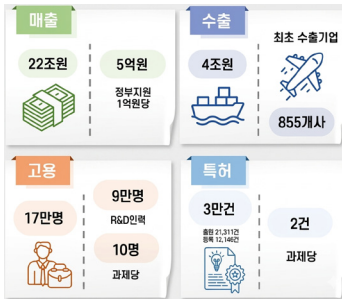 매출
22조원
5억원
정부지원
1억원당
수출
4조원
최초 수출기업
855개사
고용
17만명
9만명
R&D인력
10명
과제당
특허
3만건
출원 21,311건
등록 12,146건
2건
과제당